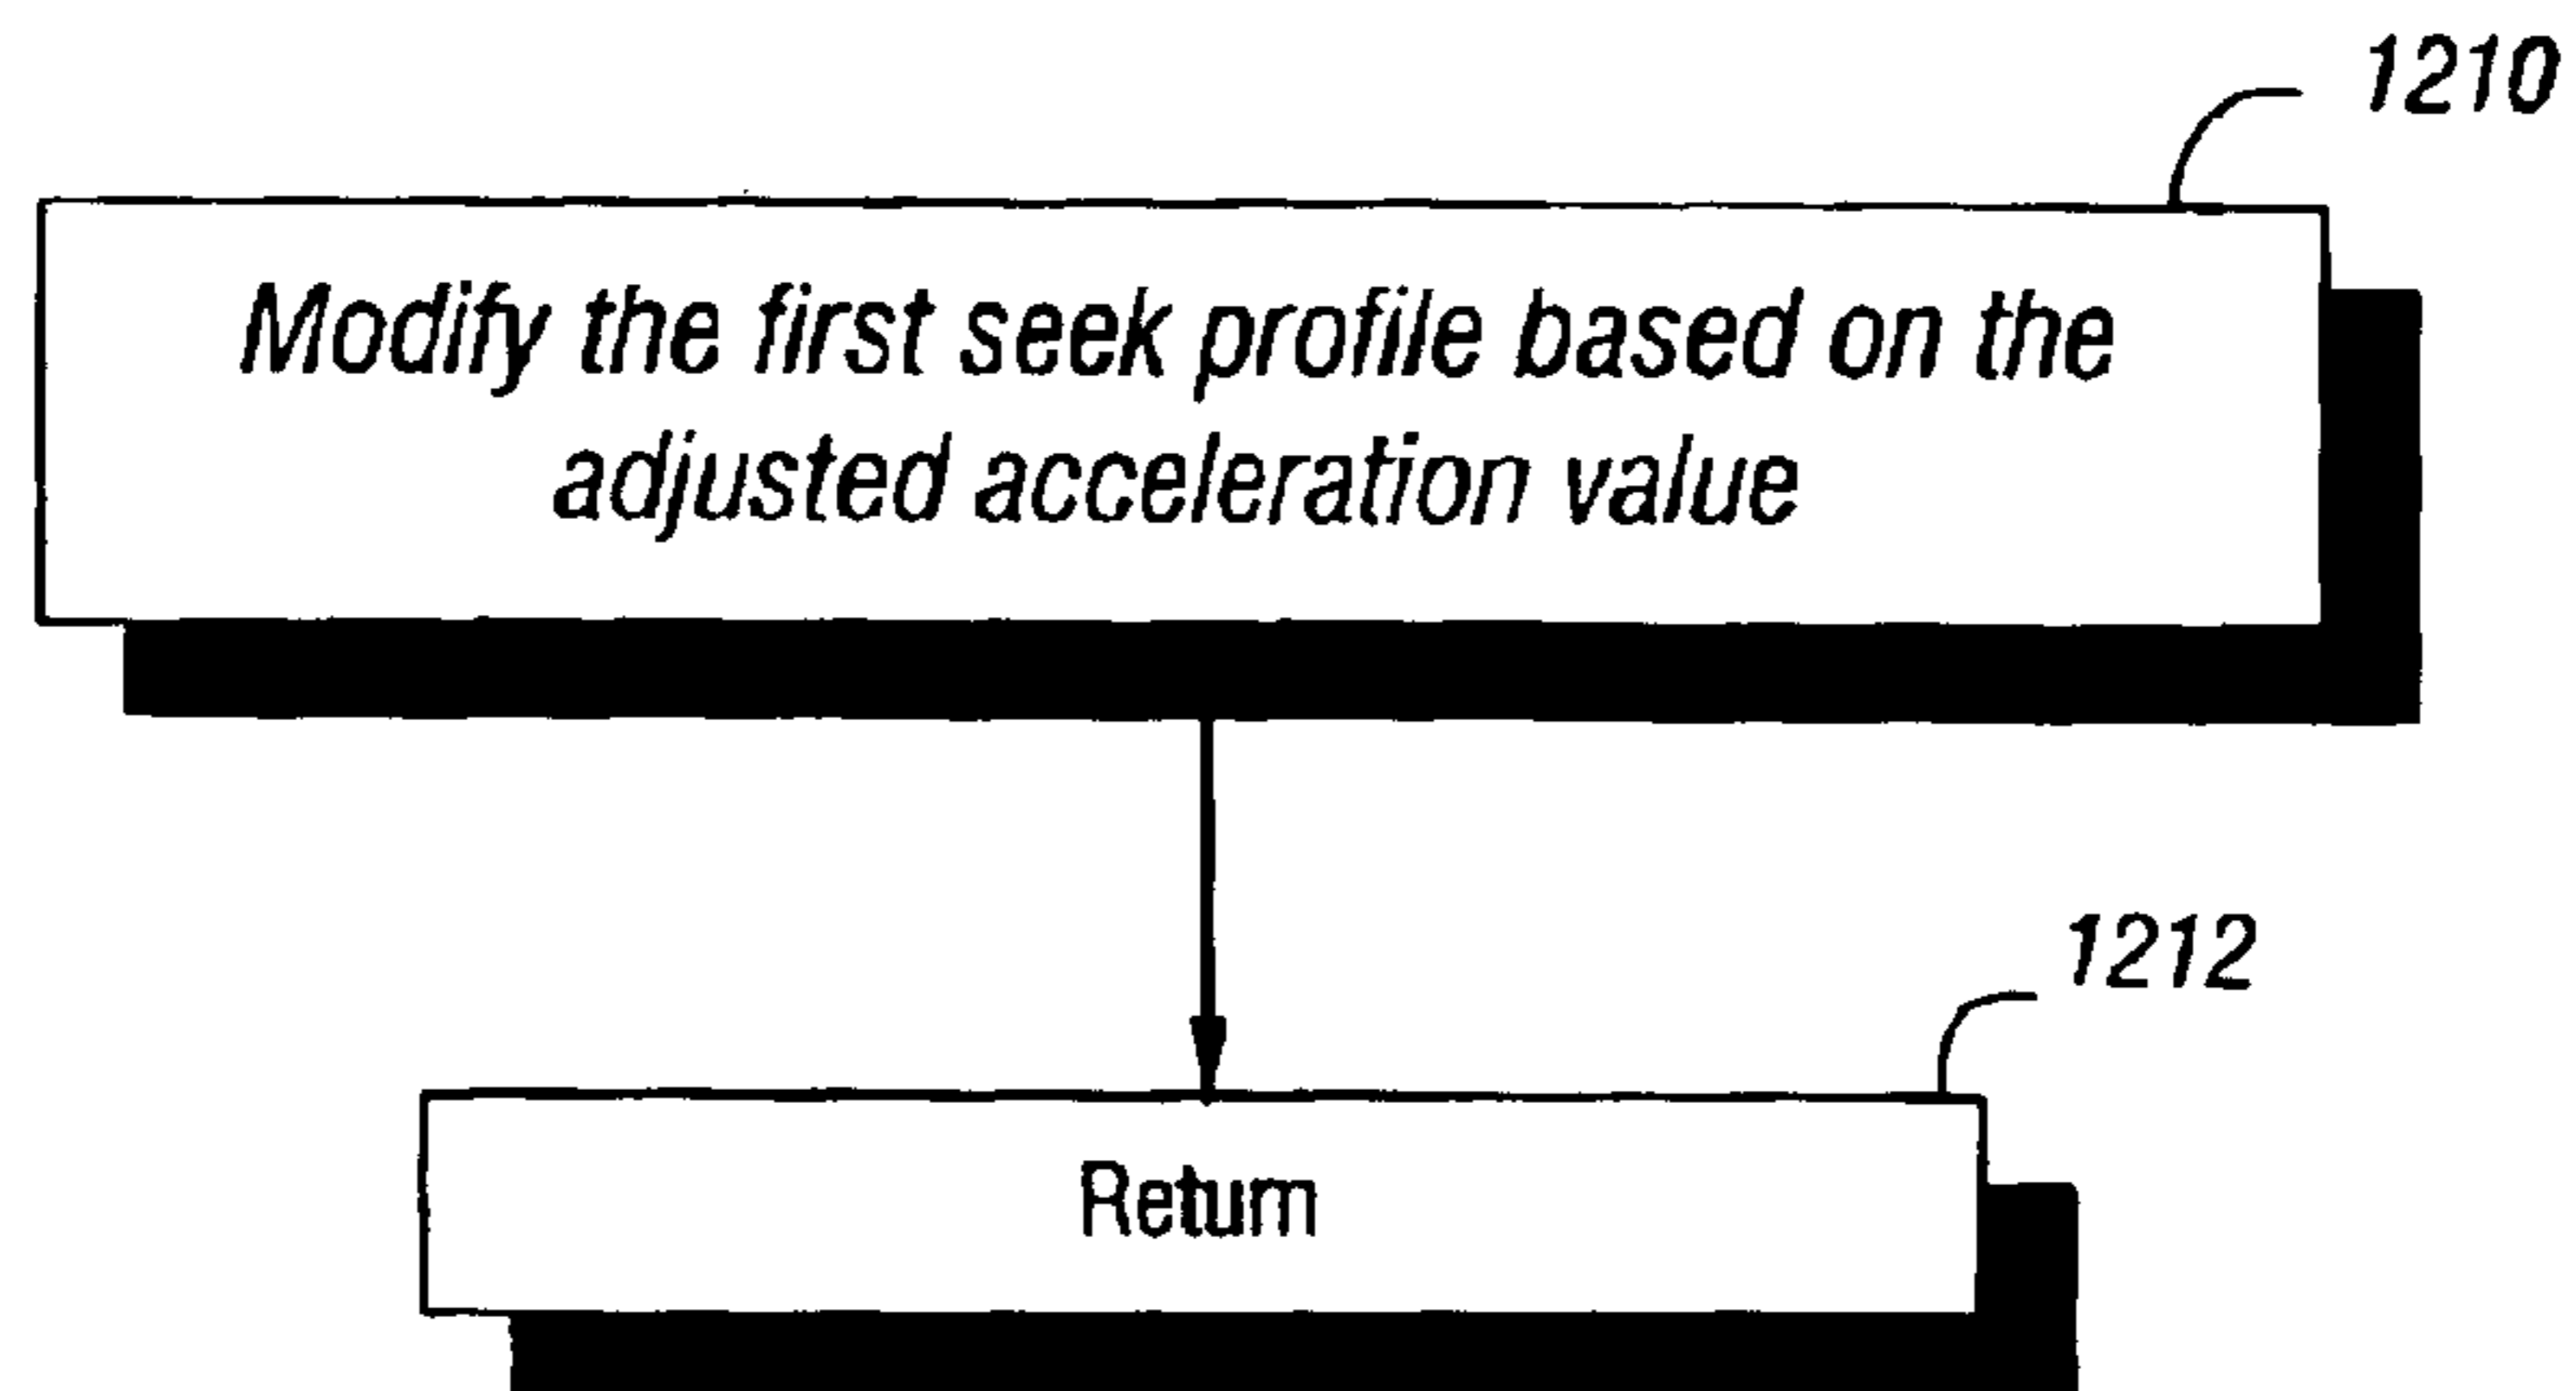 1210
Modify the first seek profile based on the
adjusted acceleration value
1212
Return